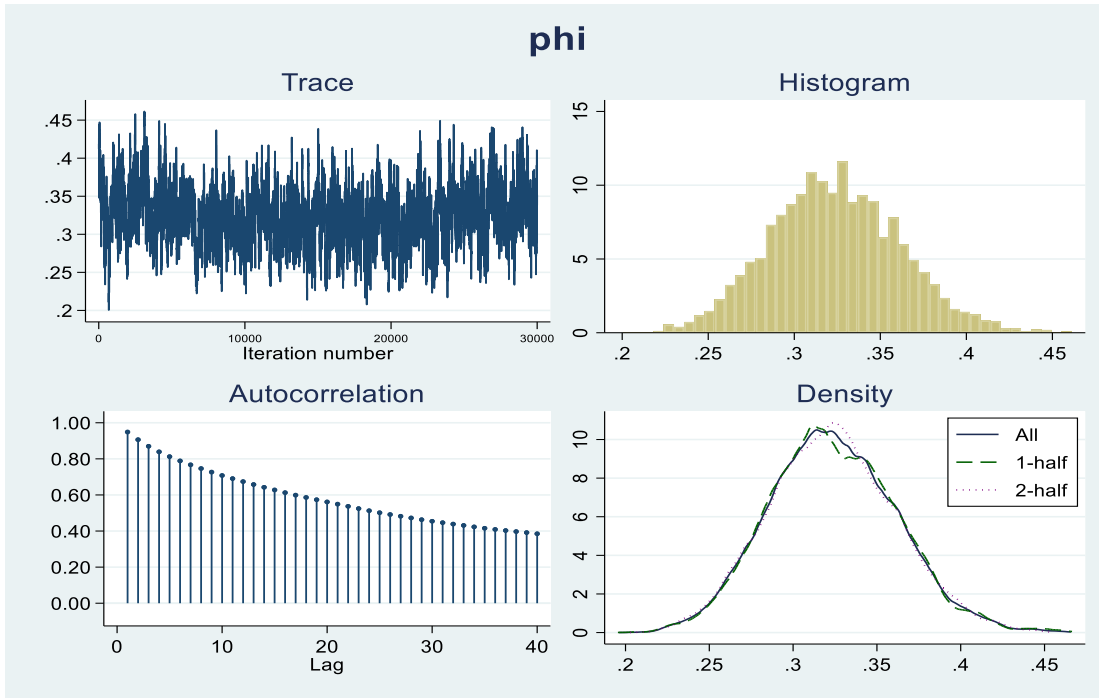 phi
Trace
.45
.4
.35
.3
.25
.2
0 10000 20000 30000
Iteration number
Histogram
15
10
5
0
.2 .25 .3 .35 .4 .45
Autocorrelation
1.00
0.80
0.60
0.40
0.20
0.00
0 10 20 30 40
Lag
Density
10
8
6
4
2
0
.2 .25 .3 .35 .4 .45
All
1-half
2-half